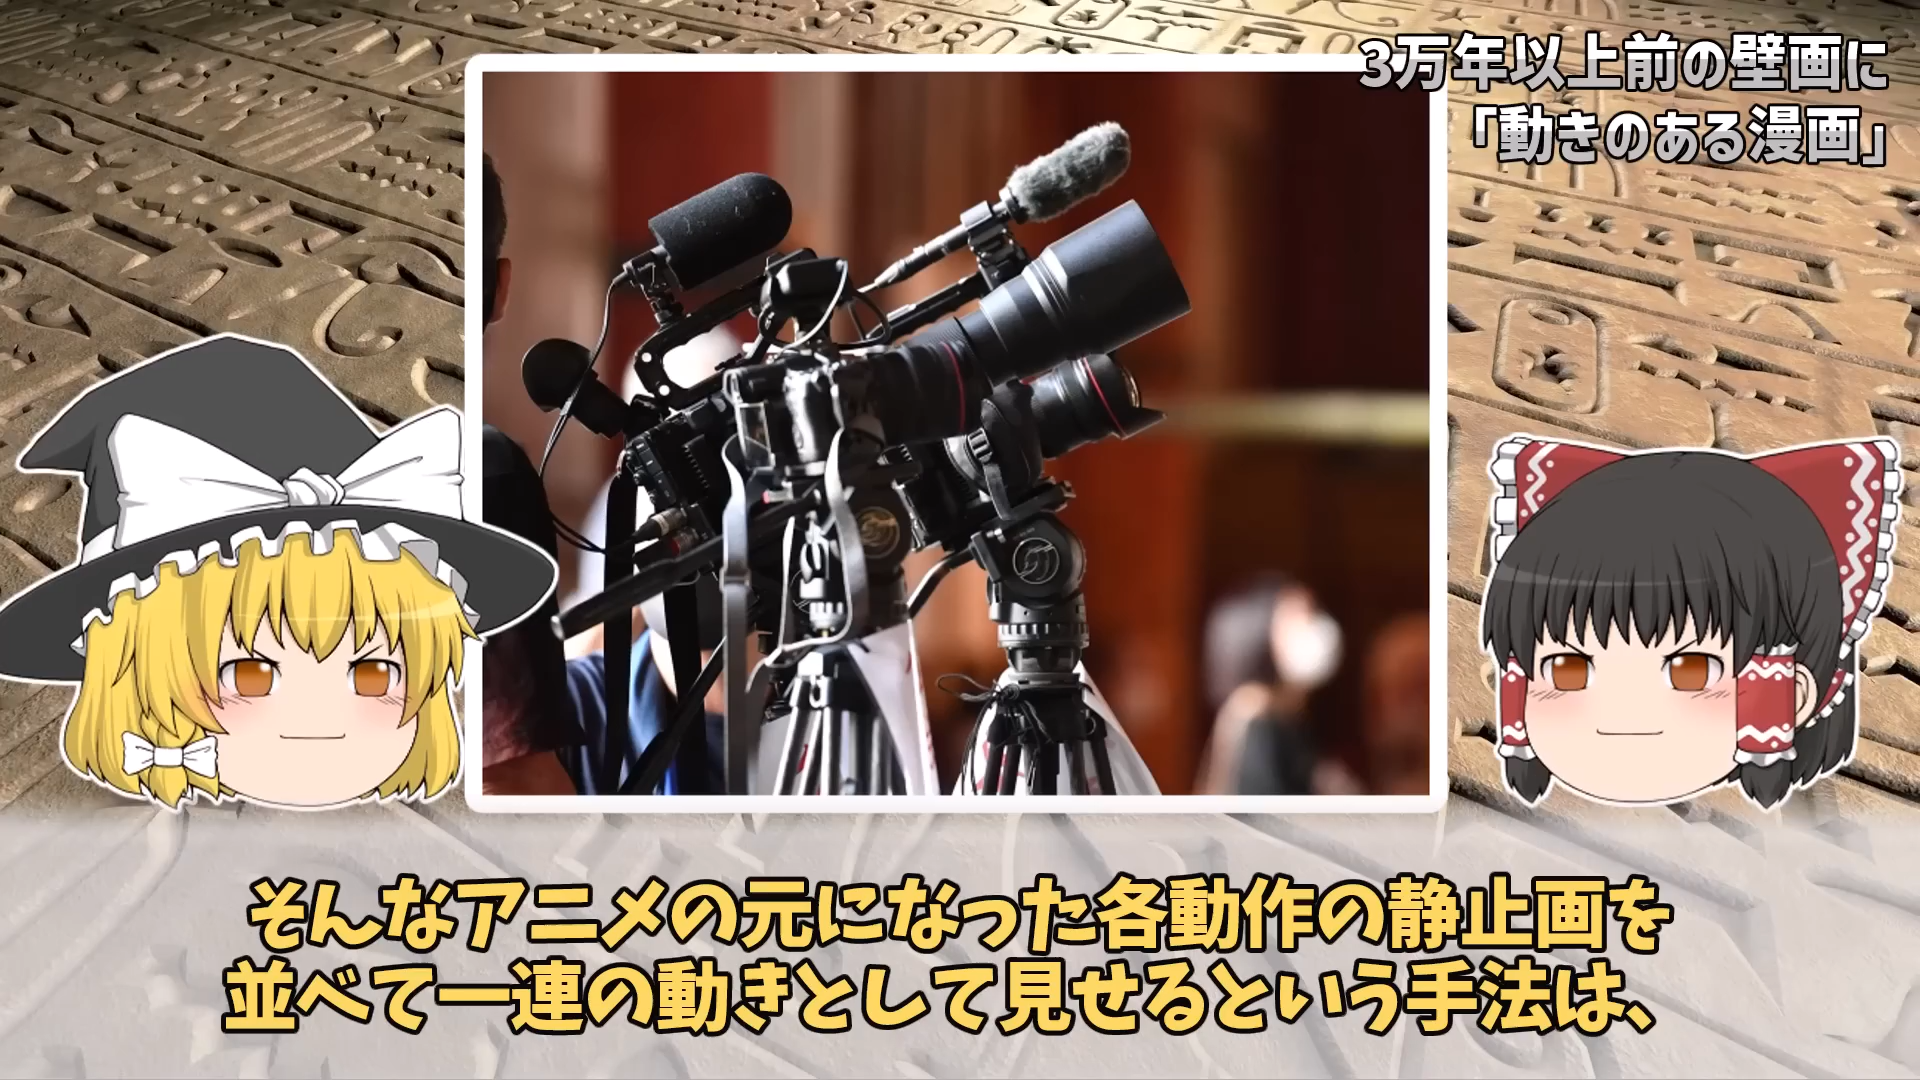 3万年以上前の壁画に
「動きのある漫画」
そんなアニメの元になった各動作の静止画を
並べて一連の動きとして見せるという手法は、